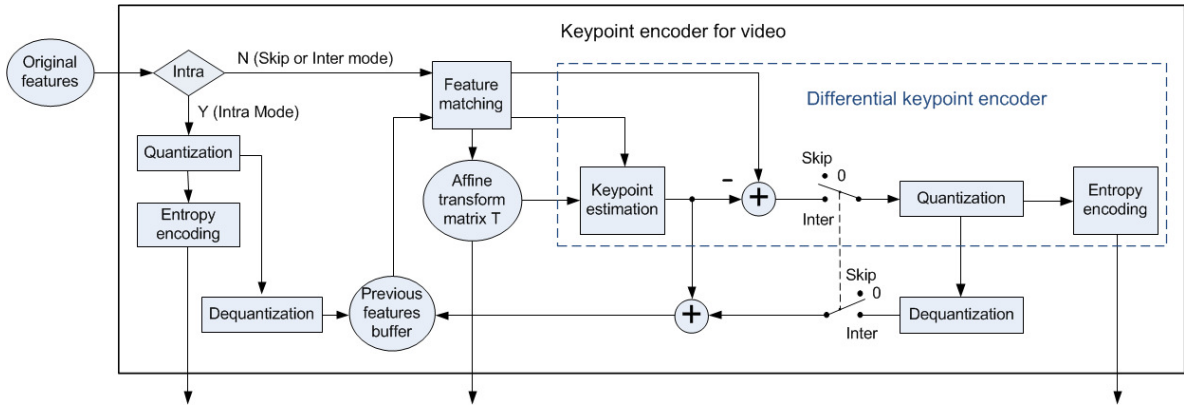 Keypoint encoder for video
Original
features
Intra
N (Skip or Inter mode)
Y (Intra Mode)
Feature
matching
Differential keypoint encoder
Quantization
Entropy
encoding
Affine
transform
matrix T
Keypoint
estimation
−
+
Skip
0
Inter
Quantization
Entropy
encoding
Dequantization
Previous
features
buffer
+
Skip
0
Inter
Dequantization